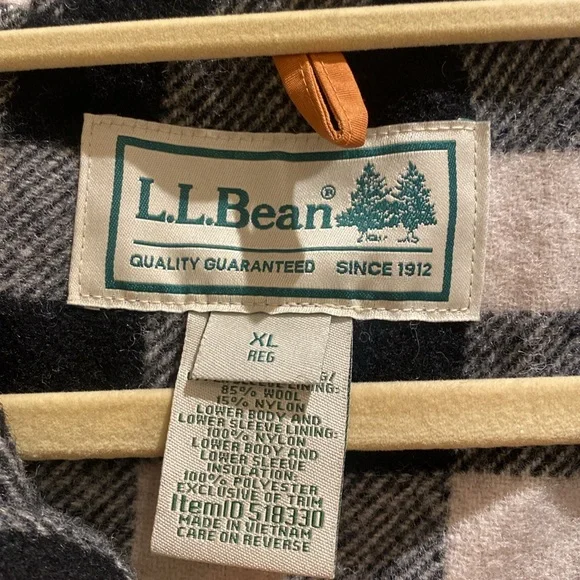 L.L.Bean®
QUALITY GUARANTEED SINCE 1912
XL
REG
LINING:
85% WOOL
15% NYLON
LOWER BODY AND
LOWER SLEEVE LINING:
100% NYLON
LOWER BODY AND
LOWER SLEEVE
INSULATION:
100% POLYESTER
EXCLUSIVE OF TRIM
ItemID 518330
MADE IN VIETNAM
CARE ON REVERSE